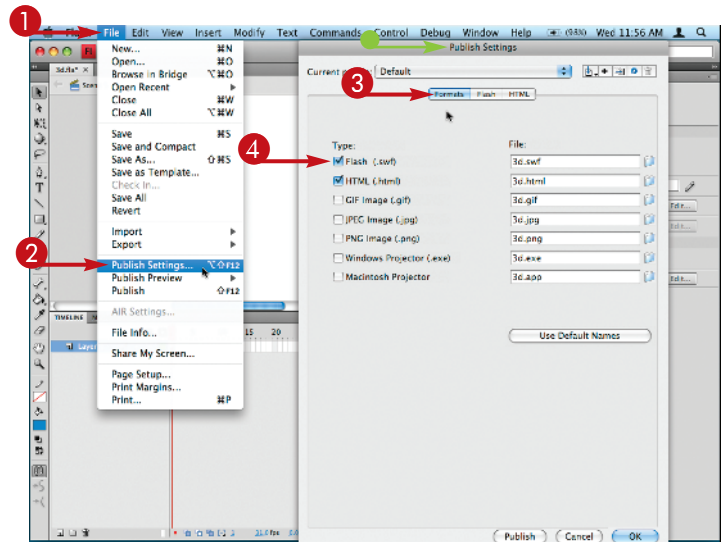 1
File Edit View Insert Modify Text Commands Control Debug Window Help (98%) Wed 11:56 AM
3d.fla* ×
New... ⌘N
Open... ⌘O
Browse in Bridge ⌥⌘O
Open Recent
Close ⌘W
Close All ⌥⌘W
Save ⌘S
Save and Compact
Save As... ⇧⌘S
Save as Template...
Check In...
Save All
Revert
Import
Export
2
Publish Settings... ⌥⇧F12
Publish Preview
Publish ⇧F12
AIR Settings...
File Info...
Share My Screen...
Page Setup...
Print Margins...
Print... ⌘P
TIMELINE
15 20
Publish Settings
Current Default
3
Formats Flash HTML
Type: File:
4
Flash (.swf) 3d.swf
HTML (.html) 3d.html
GIF Image (.gif) 3d.gif
JPEG Image (.jpg) 3d.jpg
PNG Image (.png) 3d.png
Windows Projector (.exe) 3d.exe
Macintosh Projector 3d.app
Use Default Names
Publish Cancel OK